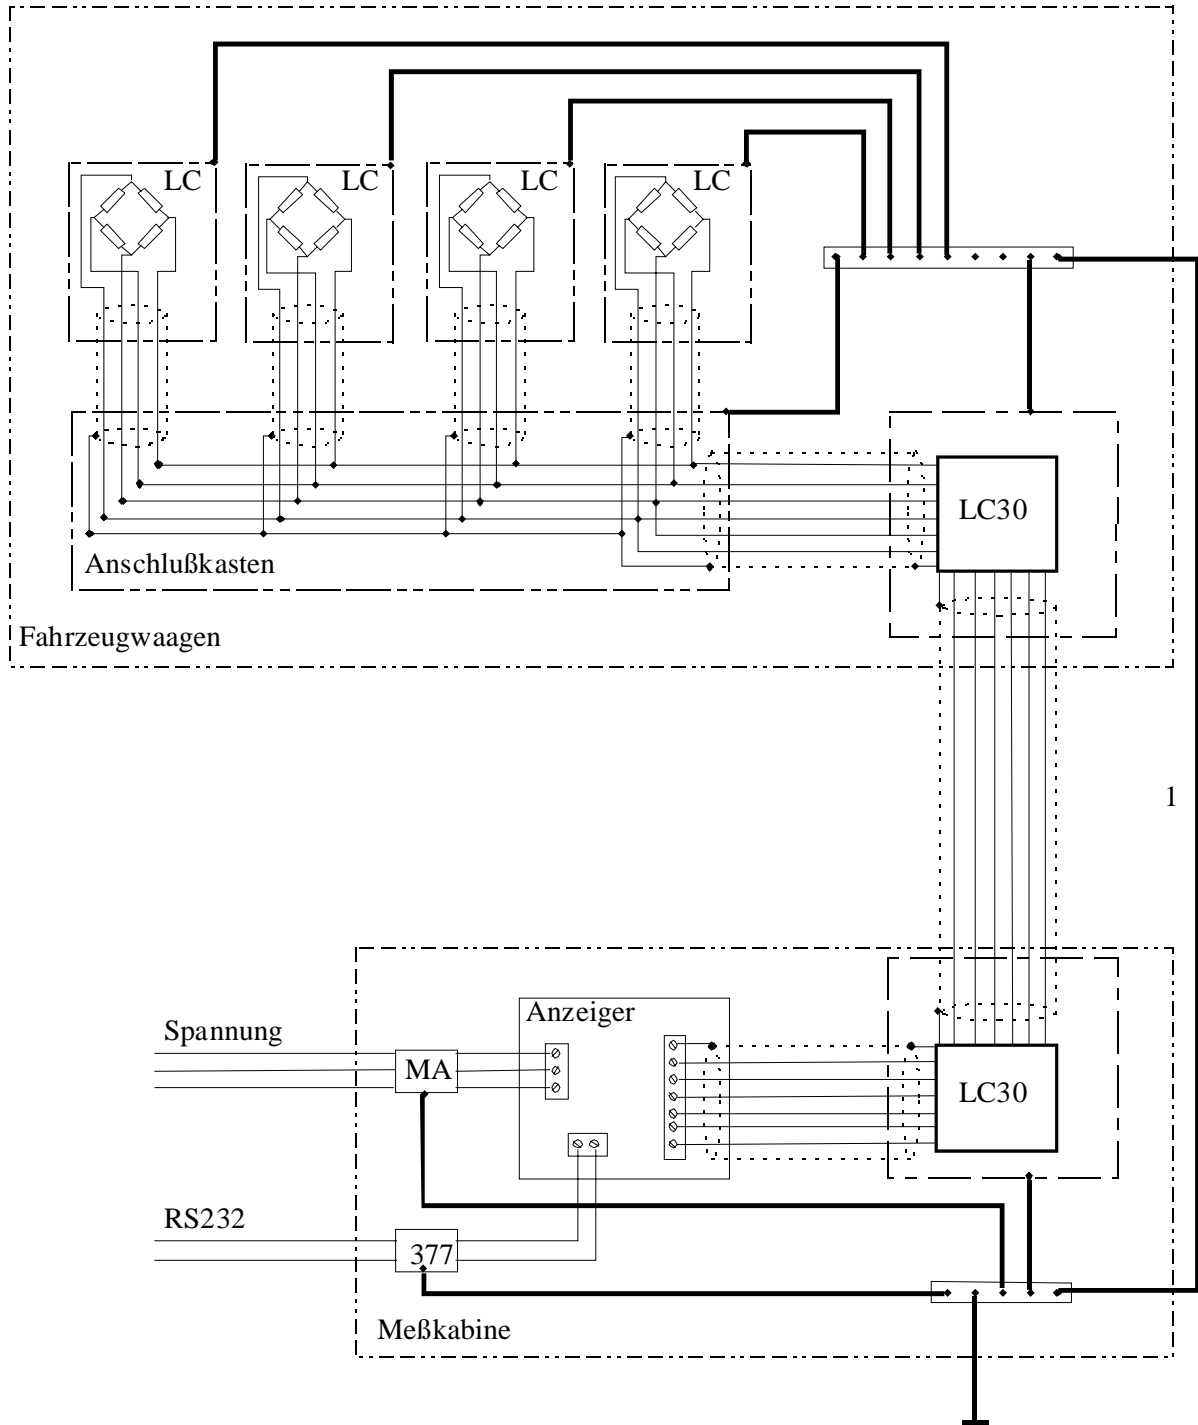 LC
LC
LC
LC
LC30
Anschlußkasten
Fahrzeugwaagen
1
Anzeiger
Spannung
MA
LC30
RS232
377
Meßkabine